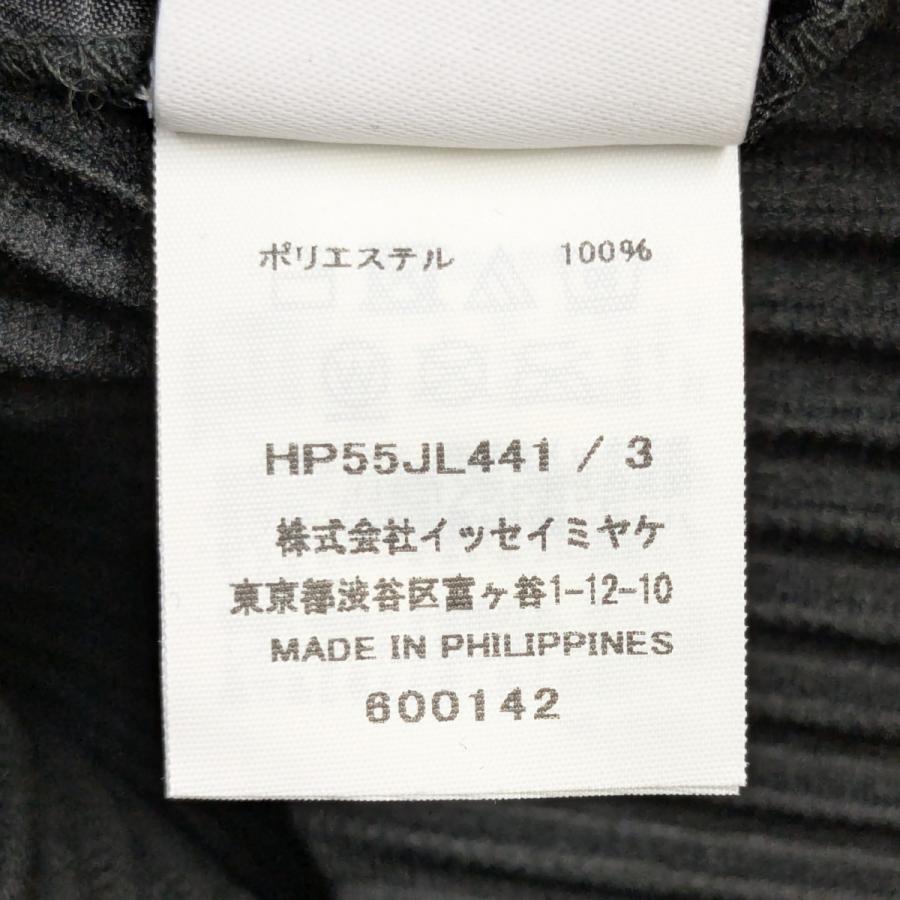 ポリエステル 100%
HP55JL441 / 3
株式会社イッセイミヤケ
東京都渋谷区富ヶ谷1-12-10
MADE IN PHILIPPINES
600142